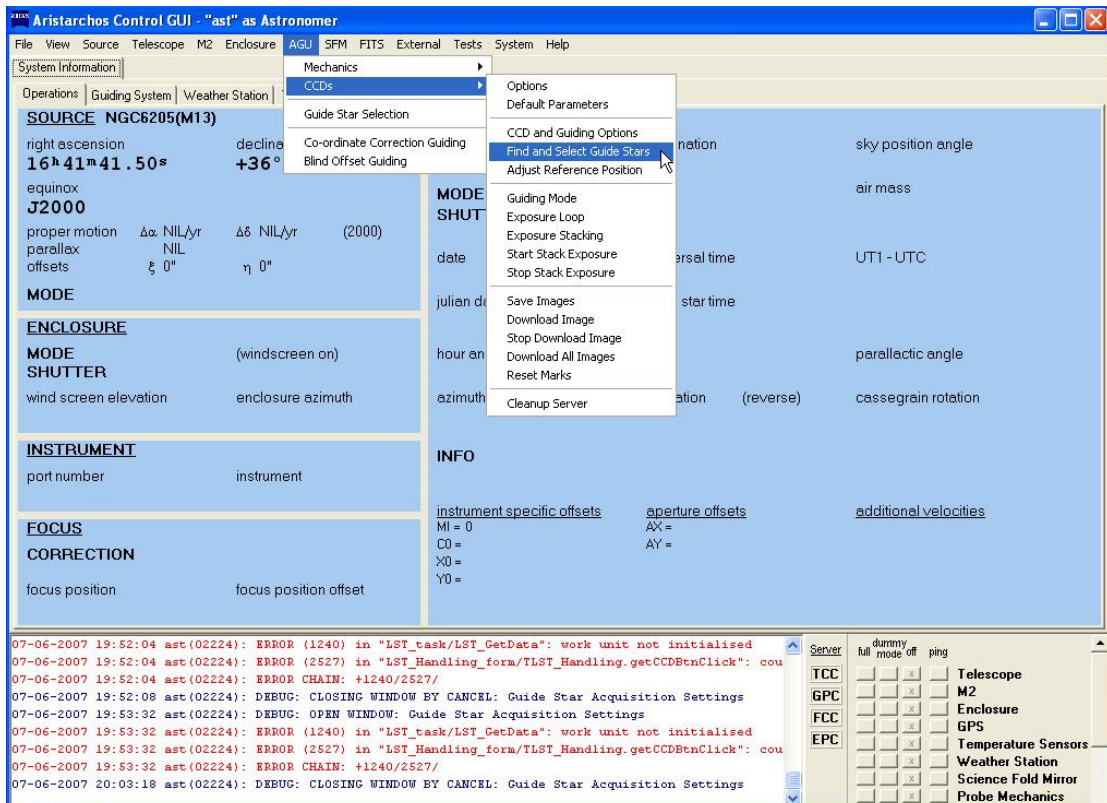 Aristarchos Control GUI - "ast" as Astronomer
File View Source Telescope M2 Enclosure AGU SFM FITS External Tests System Help
System Information
Operations Guiding System Weather Station
Mechanics
CCDs
Guide Star Selection
Co-ordinate Correction Guiding
Blind Offset Guiding
Options
Default Parameters
CCD and Guiding Options
Find and Select Guide Stars
Adjust Reference Position
Guiding Mode
Exposure Loop
Exposure Stacking
Start Stack Exposure
Stop Stack Exposure
Save Images
Download Image
Stop Download Image
Download All Images
Reset Marks
Cleanup Server
SOURCE NGC6205(M13)
right ascension declina
16h 41m 41.50s +36°
equinox
J2000
proper motion Δα NIL/yr Δδ NIL/yr (2000)
parallax NIL
offsets ξ 0" η 0"
MODE
ENCLOSURE
MODE (windscreen on)
SHUTTER
wind screen elevation enclosure azimuth
INSTRUMENT
port number instrument
FOCUS
CORRECTION
focus position focus position offset
nation sky position angle
MODE air mass
SHUT
date ersal time UT1 - UTC
julian da star time
hour an parallactic angle
azimuth ation (reverse) cassegrain rotation
INFO
instrument specific offsets aperture offsets additional velocities
MI = 0 AX =
C0 = AY =
X0 =
Y0 =
07-06-2007 19:52:04 ast(02224): ERROR (1240) in "LST_task/LST_GetData": work unit not initialised
07-06-2007 19:52:04 ast(02224): ERROR (2527) in "LST_Handling_form/TLST_Handling.getCCDBtnClick": cou
07-06-2007 19:52:04 ast(02224): ERROR CHAIN: +1240/2527/
07-06-2007 19:52:08 ast(02224): DEBUG: CLOSING WINDOW BY CANCEL: Guide Star Acquisition Settings
07-06-2007 19:53:32 ast(02224): DEBUG: OPEN WINDOW: Guide Star Acquisition Settings
07-06-2007 19:53:32 ast(02224): ERROR (1240) in "LST_task/LST_GetData": work unit not initialised
07-06-2007 19:53:32 ast(02224): ERROR (2527) in "LST_Handling_form/TLST_Handling.getCCDBtnClick": cou
07-06-2007 19:53:32 ast(02224): ERROR CHAIN: +1240/2527/
07-06-2007 20:03:18 ast(02224): DEBUG: CLOSING WINDOW BY CANCEL: Guide Star Acquisition Settings
Server
TCC
GPC
FCC
EPC
full dummy mode off ping
Telescope
M2
Enclosure
GPS
Temperature Sensors
Weather Station
Science Fold Mirror
Probe Mechanics